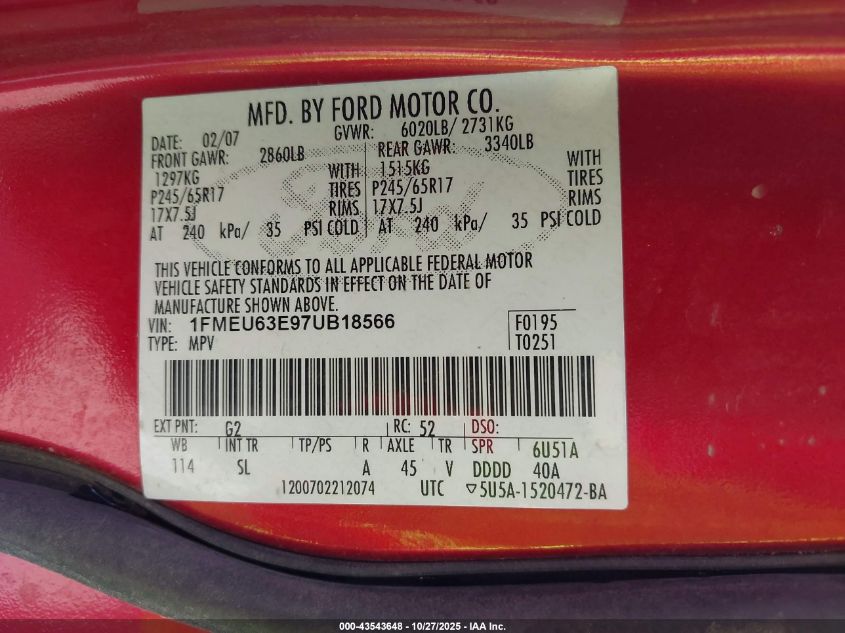 MFD. BY FORD MOTOR CO.
DATE: 02/07 GVWR: 6020LB/ 2731KG
FRONT GAWR: 2860LB REAR GAWR: 3340LB
1297KG WITH 1515KG WITH
P245/65R17 TIRES P245/65R17 TIRES
17X7.5J RIMS 17X7.5J RIMS
AT 240 kPa/ 35 PSI COLD AT 240 kPa/ 35 PSI COLD
Ford
THIS VEHICLE CONFORMS TO ALL APPLICABLE FEDERAL MOTOR
VEHICLE SAFETY STANDARDS IN EFFECT ON THE DATE OF
MANUFACTURE SHOWN ABOVE.
VIN: 1FMEU63E97UB18566 F0195
TYPE: MPV T0251
EXT PNT: G2 RC: 52 DSO:
WB INT TR TP/PS R AXLE TR SPR 6U51A
114 SL A 45 V DDDD 40A
1200702212074 UTC ▽5U5A-1520472-BA
000-43543648 - 10/27/2025 - IAA Inc.